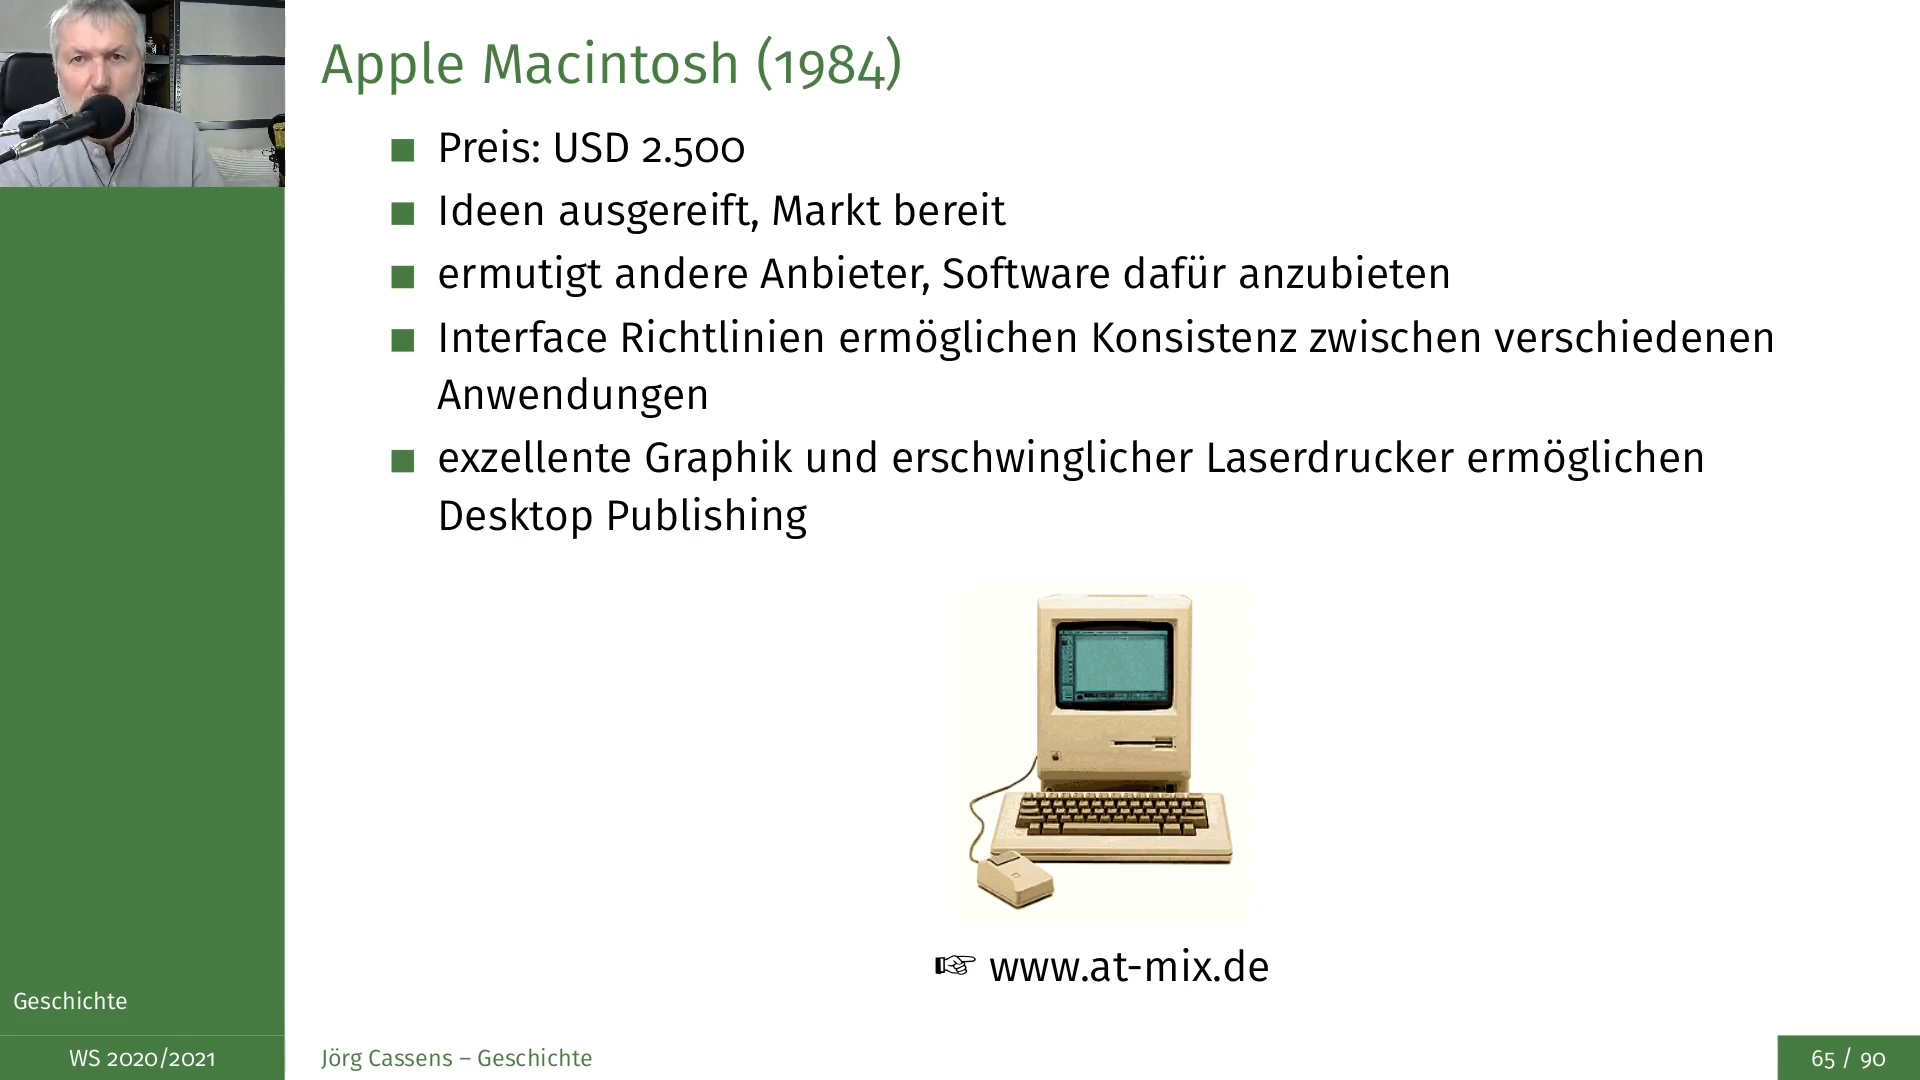 Apple Macintosh (1984)
Preis: USD 2.500
Ideen ausgereift, Markt bereit
ermutigt andere Anbieter, Software dafür anzubieten
Interface Richtlinien ermöglichen Konsistenz zwischen verschiedenen
Anwendungen
exzellente Graphik und erschwinglicher Laserdrucker ermöglichen
Desktop Publishing
☞ www.at-mix.de
Geschichte
WS 2020/2021
Jörg Cassens – Geschichte
65 / 90